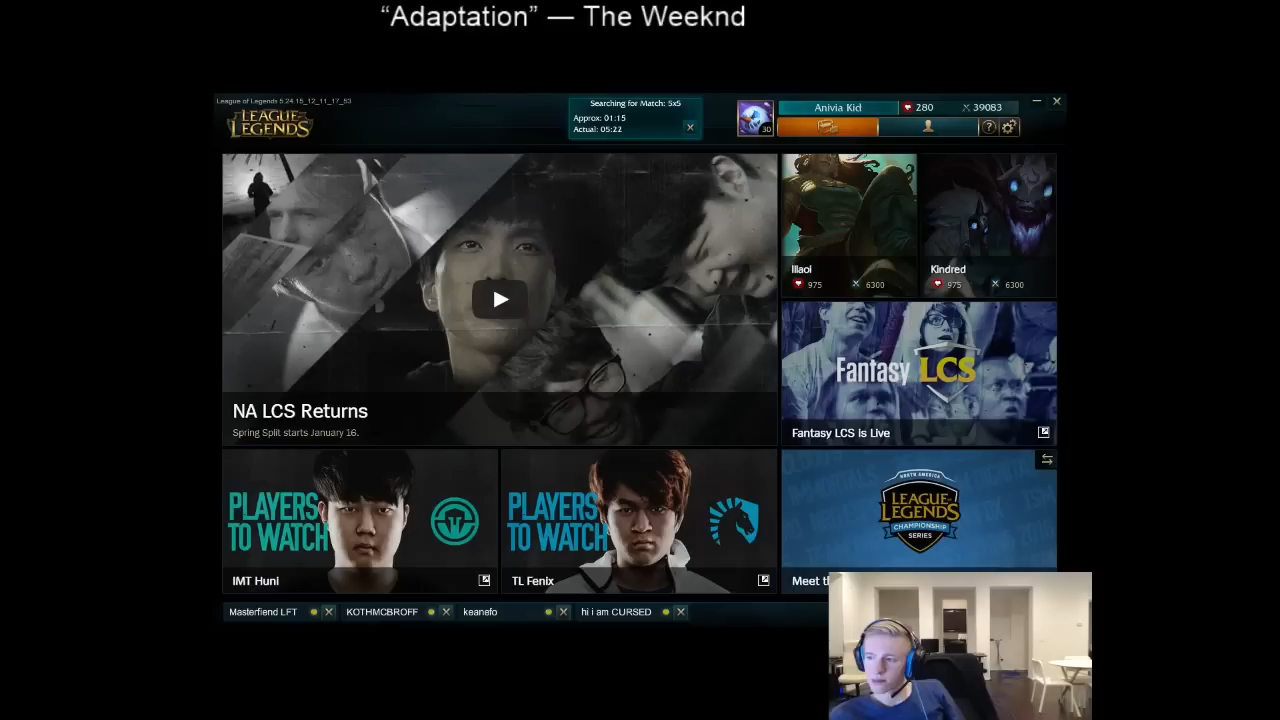 “Adaptation” — The Weeknd
League of Legends 5.24.15_12_11_17_53
LEAGUE OF LEGENDS
Searching for Match: 5x5
Approx: 01:15
Actual: 05:22
30
Anivia Kid
280
39083
?
NA LCS Returns
Spring Split starts January 16.
Illaoi
975
6300
Kindred
975
6300
Fantasy LCS
Fantasy LCS is Live
PLAYERS
TO WATCH
IMT Huni
PLAYERS
TO WATCH
TL Fenix
NORTH AMERICA
LEAGUE OF
LEGENDS
CHAMPIONSHIP
SERIES
Meet th
Masterfiend LFT
KOTHMCBROFF
keanefo
hi i am CURSED